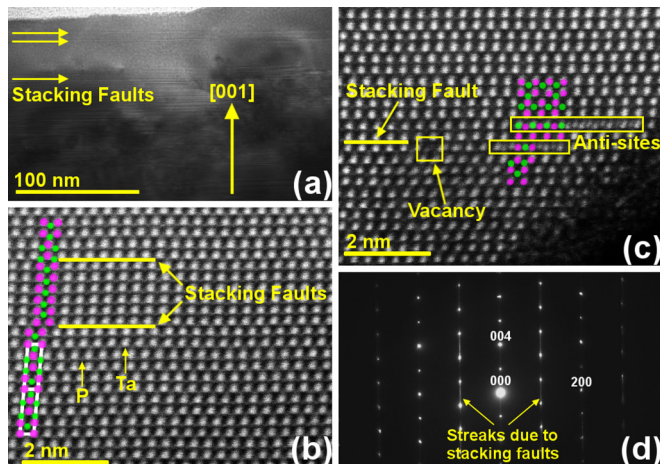 Stacking Faults
[001]
100 nm
(a)
Stacking Fault
Anti-sites
Vacancy
2 nm
(c)
Stacking Faults
P
Ta
2 nm
(b)
004
000
200
Streaks due to
stacking faults
(d)